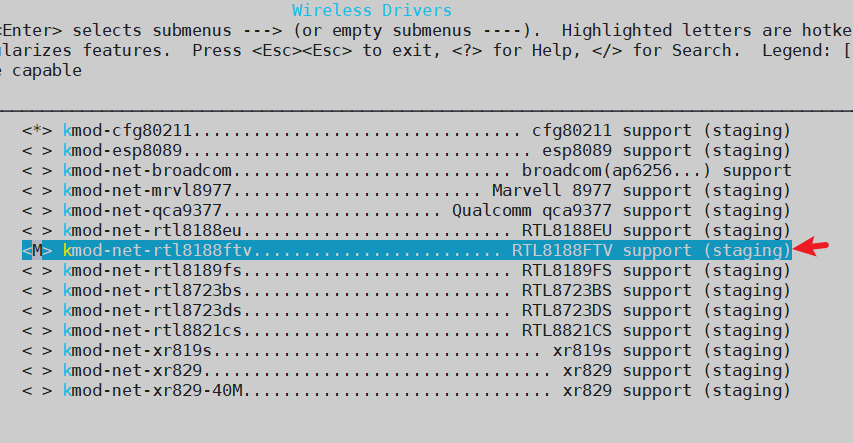 Wireless Drivers
<Enter> selects submenus ---> (or empty submenus ----).  Highlighted letters are hotke
ularizes features.  Press <Esc><Esc> to exit, <?> for Help, </> for Search.  Legend: [
e capable
<*> kmod-cfg80211................................. cfg80211 support (staging)
< > kmod-esp8089................................... esp8089 support (staging)
< > kmod-net-broadcom............................. broadcom(ap6256...) support
< > kmod-net-mrvl8977.......................... Marvell 8977 support (staging)
< > kmod-net-qca9377...................... Qualcomm qca9377 support (staging)
< > kmod-net-rtl8188eu........................... RTL8188EU support (staging)
<M> kmod-net-rtl8188ftv......................... RTL8188FTV support (staging)
< > kmod-net-rtl8189fs........................... RTL8189FS support (staging)
< > kmod-net-rtl8723bs........................... RTL8723BS support (staging)
< > kmod-net-rtl8723ds........................... RTL8723DS support (staging)
< > kmod-net-rtl8821cs........................... RTL8821CS support (staging)
< > kmod-net-xr819s................................. xr819s support (staging)
< > kmod-net-xr829................................... xr829 support (staging)
< > kmod-net-xr829-40M............................... xr829 support (staging)